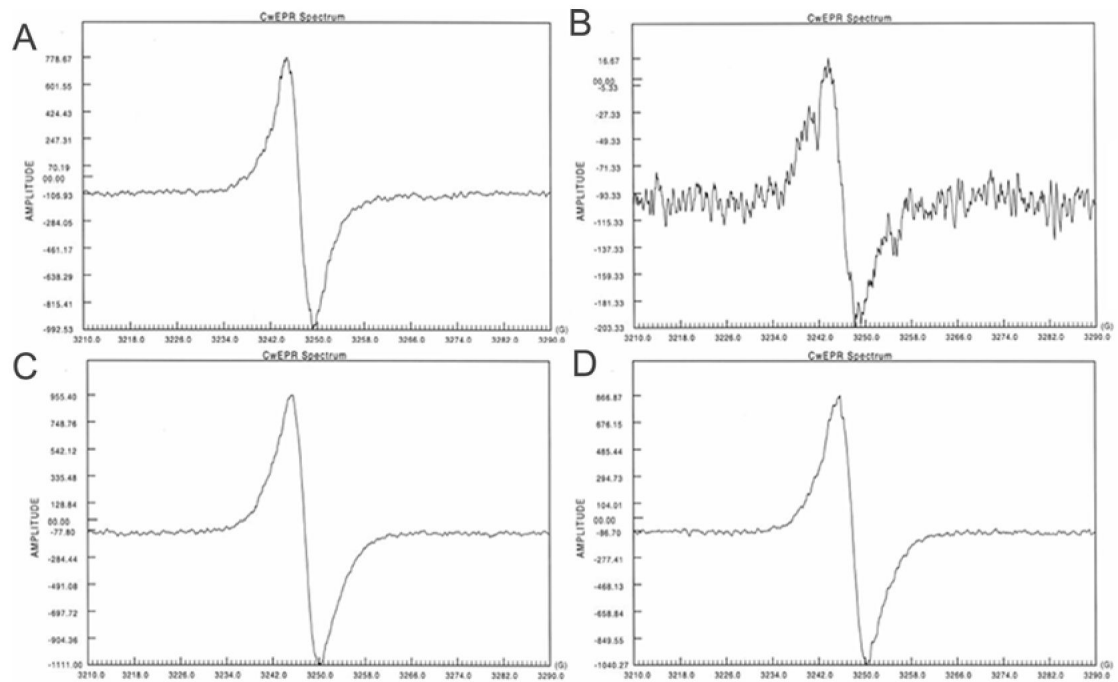 A
CwEPR Spectrum
778.67
601.55
424.43
247.31
70.19
00.00
-106.93
-284.05
-461.17
-638.29
-815.41
-992.53
AMPLITUDE
3210.0 3218.0 3226.0 3234.0 3242.0 3250.0 3258.0 3266.0 3274.0 3282.0 3290.0
(G)
B
CwEPR Spectrum
16.67
00.00
-5.33
-27.33
-49.33
-71.33
-93.33
-115.33
-137.33
-159.33
-181.33
-203.33
AMPLITUDE
3210.0 3218.0 3226.0 3234.0 3242.0 3250.0 3258.0 3266.0 3274.0 3282.0 3290.0
(G)
C
CwEPR Spectrum
955.40
748.76
542.12
335.48
128.84
00.00
-77.80
-284.44
-491.08
-697.72
-904.36
-1111.00
AMPLITUDE
3210.0 3218.0 3226.0 3234.0 3242.0 3250.0 3258.0 3266.0 3274.0 3282.0 3290.0
(G)
D
CwEPR Spectrum
866.87
676.15
485.44
294.73
104.01
00.00
-86.70
-277.41
-468.13
-658.84
-849.55
-1040.27
AMPLITUDE
3210.0 3218.0 3226.0 3234.0 3242.0 3250.0 3258.0 3266.0 3274.0 3282.0 3290.0
(G)